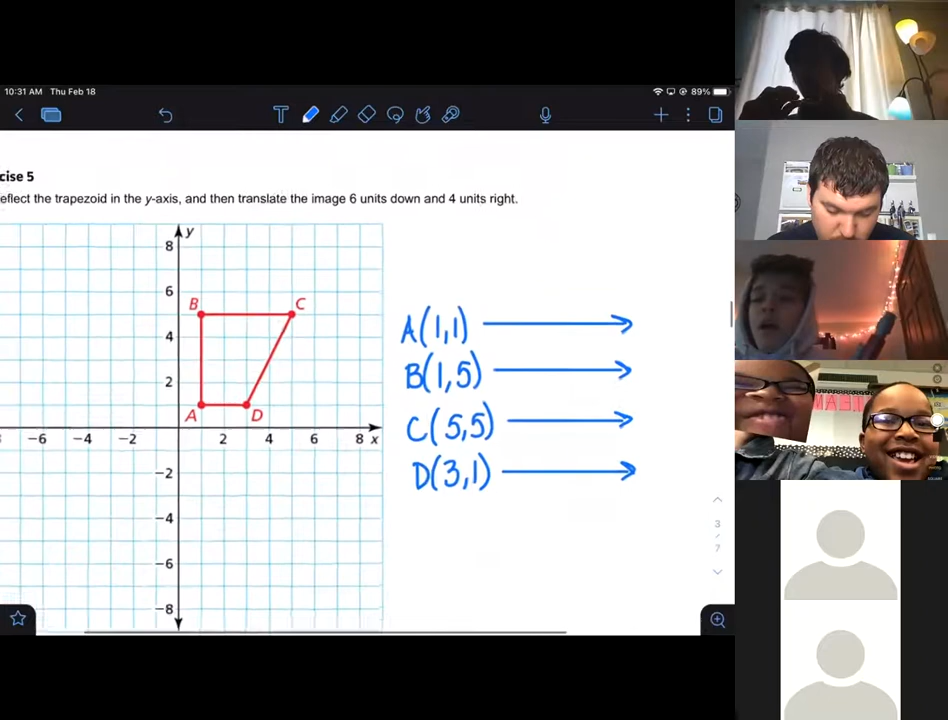 10:31 AM Thu Feb 18
89%
T
cise 5
eflect the trapezoid in the y-axis, and then translate the image 6 units down and 4 units right.
y
8
6
B C
4
2
A D
-6 -4 -2 2 4 6 8 x
-2
-4
-6
-8
A(1,1)
B(1,5)
C(5,5)
D(3,1)
3
/
7